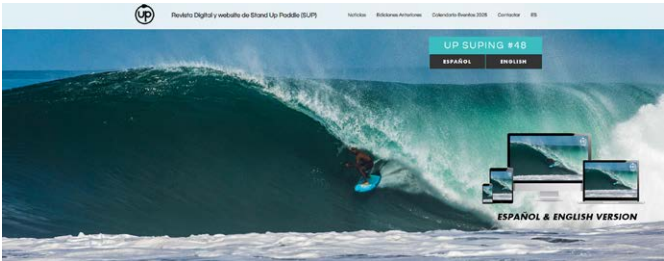 up
Revista Digital y website de Stand Up Paddle (SUP)
Noticias Ediciones Anteriores Calendario Eventos 2025 Contactar ES
UP SUPING #48
ESPAÑOL ENGLISH
ESPAÑOL & ENGLISH VERSION